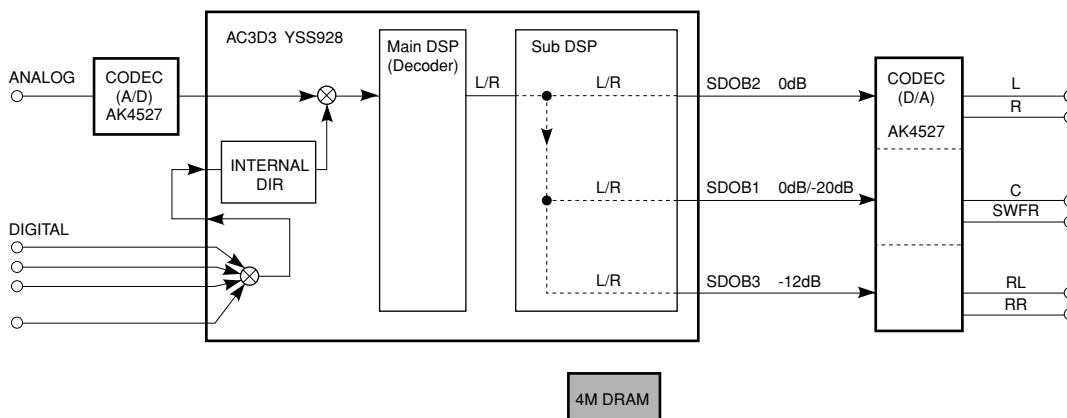 AC3D3 YSS928
Main DSP
(Decoder)
Sub DSP
ANALOG
CODEC
(A/D)
AK4527
L/R
L/R
SDOB2 0dB
CODEC
(D/A)
AK4527
L
R
INTERNAL
DIR
L/R
SDOB1 0dB/-20dB
C
SWFR
DIGITAL
L/R
SDOB3 -12dB
RL
RR
4M DRAM